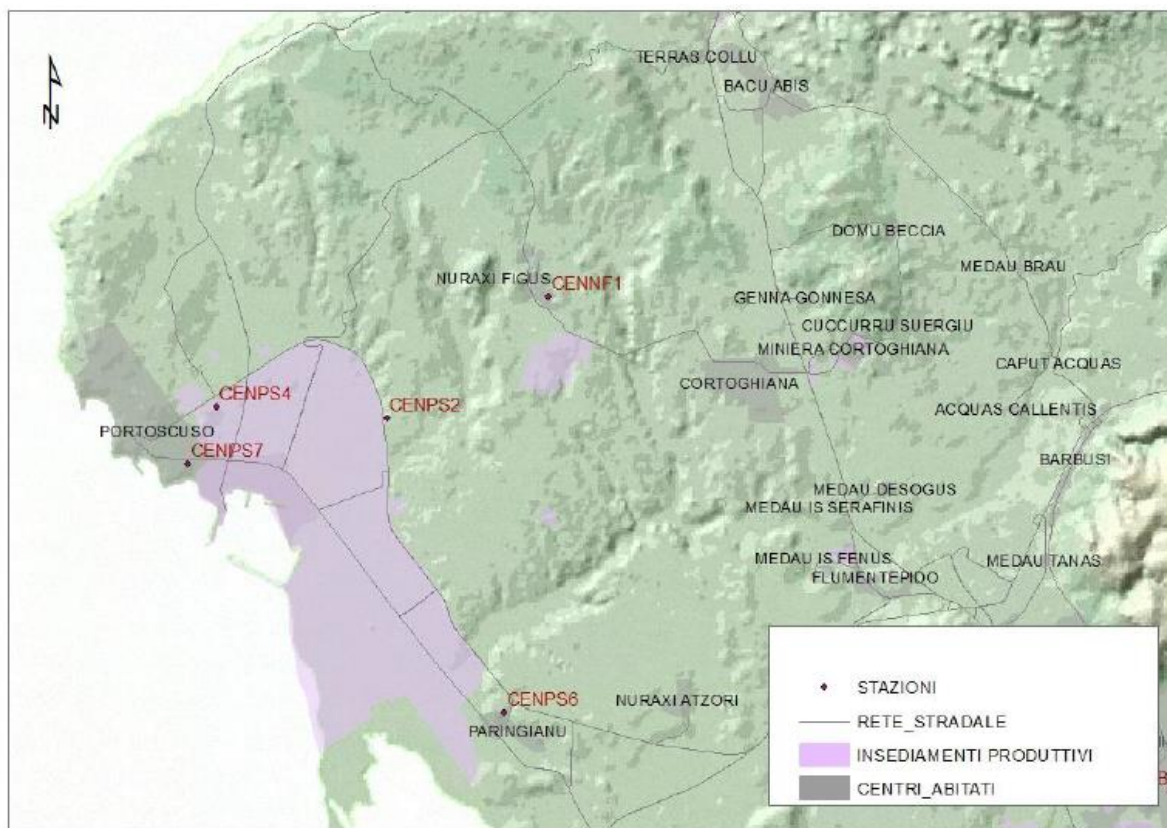 TERRAS COLLU
BACU ABIS
DOMU BECCIA
MEDAU BRAU
NURAXI FIGUS
CENNF1
GENNA GONNESA
CUCCURRU SUERGIU
MINIERA CORTOGHIANA
CAPUT ACQUAS
CORTOGHIANA
CENPS4
CENPS2
ACQUAS CALLENTIS
PORTOSCUSO
CENPS7
BARBUSI
MEDAU DESOGUS
MEDAU IS SERAFINIS
MEDAU IS FENUS
MEDAU TANAS
FLUMENTEPIDO
CENPS6
NURAXI ATZORI
PARINGIANU
STAZIONI
RETE_STRADALE
INSEDIAMENTI PRODUTTIVI
CENTRI_ABITATI